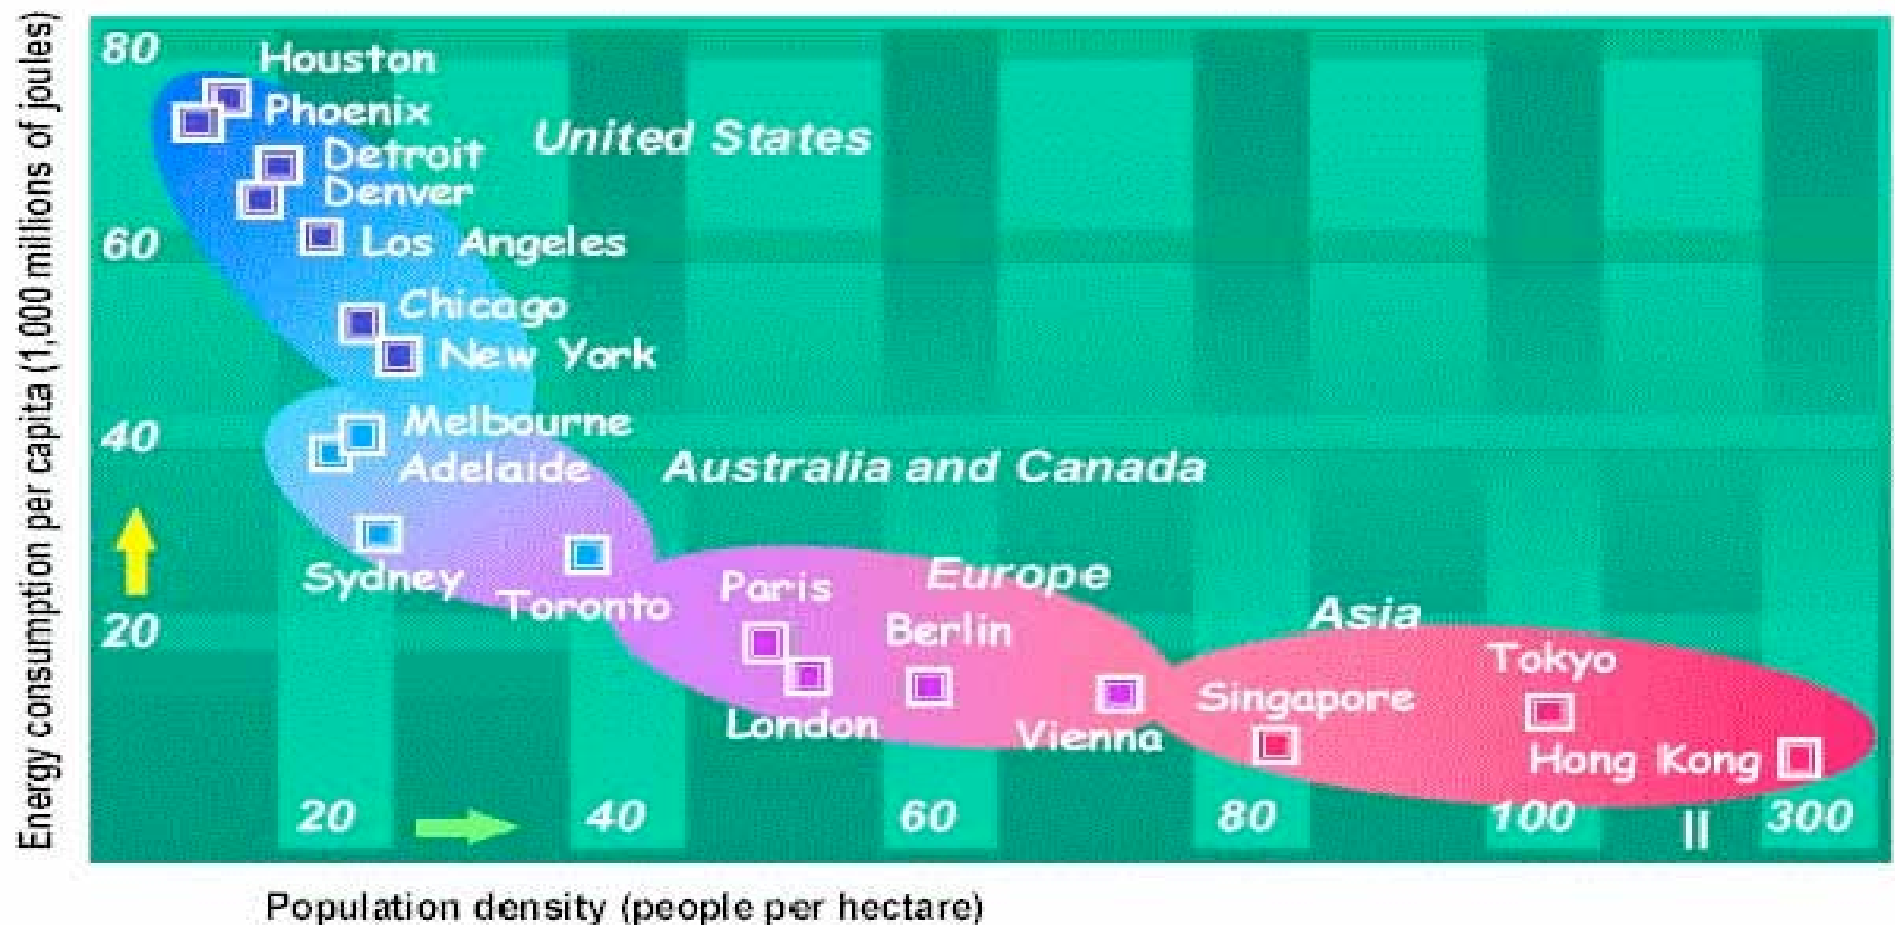 Energy consumption per capita (1,000 millions of joules)
80
Houston
Phoenix
United States
Detroit
Denver
60
Los Angeles
Chicago
New York
40
Melbourne
Adelaide
Australia and Canada
Sydney
Toronto
Paris
Europe
20
Berlin
Asia
Tokyo
London
Vienna
Singapore
Hong Kong
20 40 60 80 100 || 300
Population density (people per hectare)